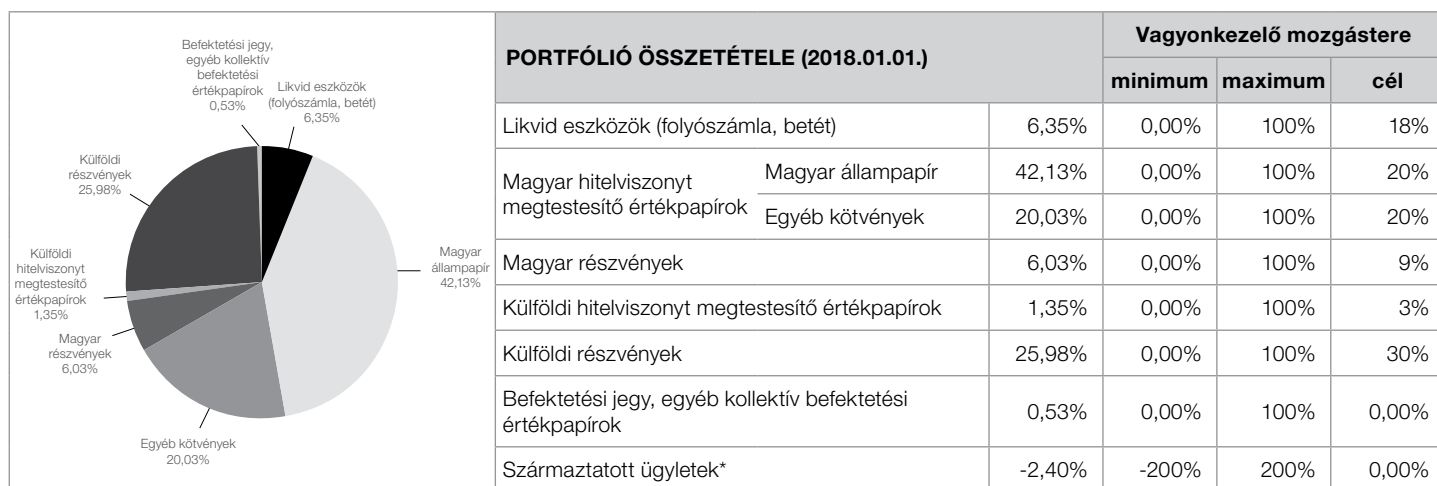 Befektetési jegy,
egyéb kollektív
befektetési
értékpapírok
0,53%
Likvid eszközök
(folyószámla, betét)
6,35%
Külföldi
részvények
25,98%
Külföldi
hitelviszonyt
megtestesítő
értékpapírok
1,35%
Magyar
részvények
6,03%
Egyéb kötvények
20,03%
Magyar
állampapír
42,13%
PORTFÓLIÓ ÖSSZETÉTELE (2018.01.01.) Vagyonkezelő mozgástere
minimum maximum cél
Likvid eszközök (folyószámla, betét) 6,35% 0,00% 100% 18%
Magyar hitelviszonyt
megtestesítő értékpapírok
Magyar állampapír 42,13% 0,00% 100% 20%
Egyéb kötvények 20,03% 0,00% 100% 20%
Magyar részvények 6,03% 0,00% 100% 9%
Külföldi hitelviszonyt megtestesítő értékpapírok 1,35% 0,00% 100% 3%
Külföldi részvények 25,98% 0,00% 100% 30%
Befektetési jegy, egyéb kollektív befektetési
értékpapírok 0,53% 0,00% 100% 0,00%
Származtatott ügyletek* -2,40% -200% 200% 0,00%